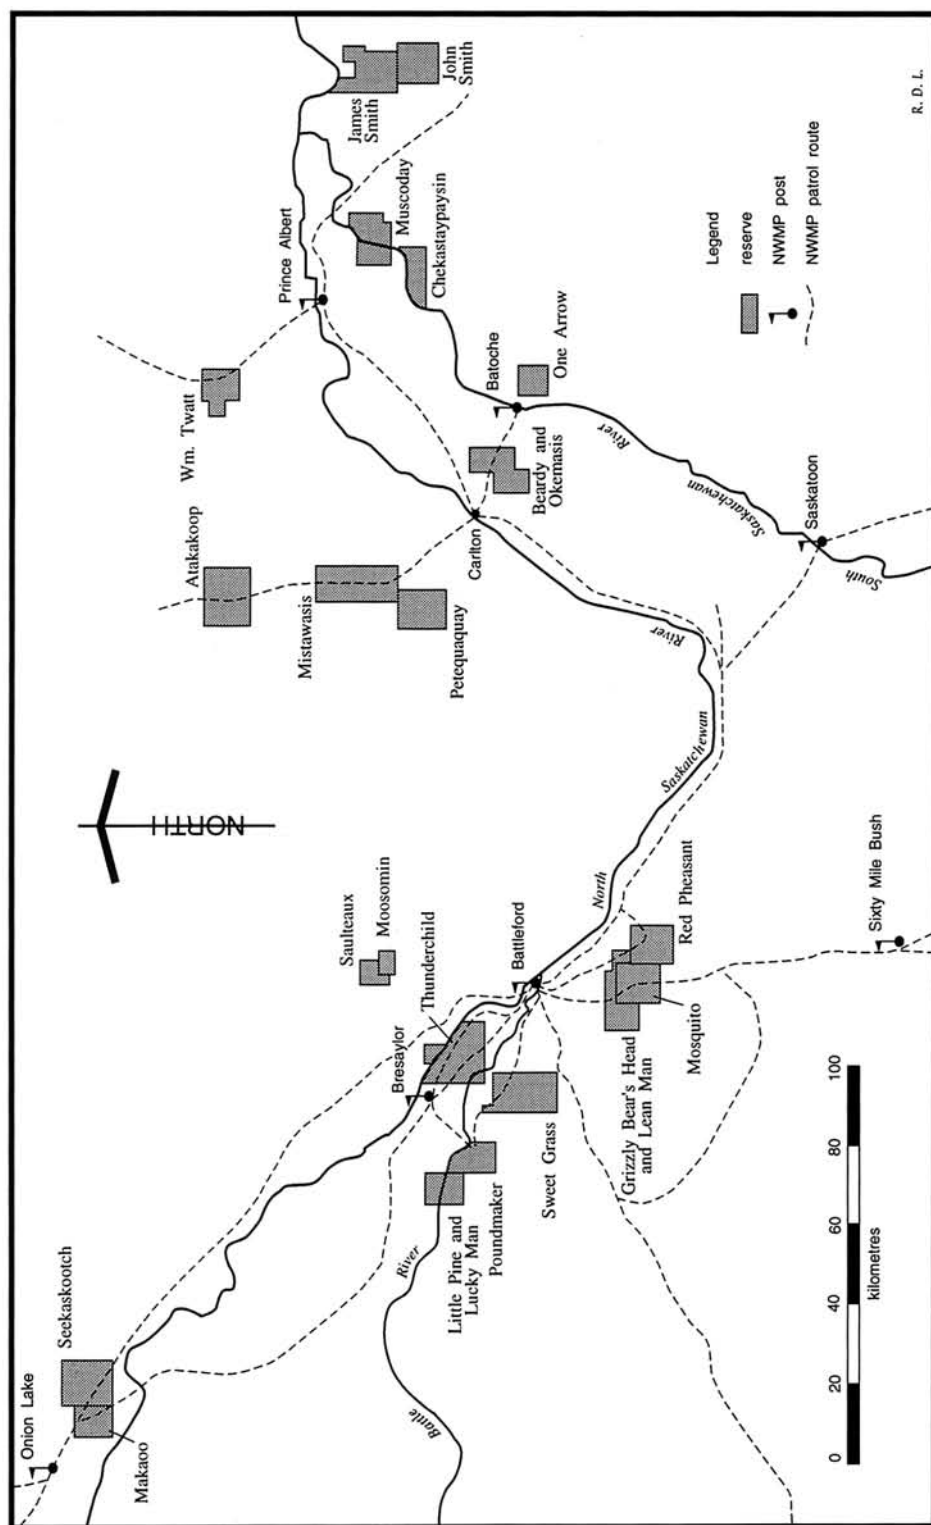 Onion Lake
Seekaskootch
Makaoo
Saulteaux
Moosomin
Thunderchild
Bresaylor
Battleford
Little Pine and
Lucky Man
Poundmaker
Sweet Grass
Grizzly Bear's Head
and Lean Man
Mosquito
Red Pheasant
Sixty Mile Bush
Battle
River
North
Saskatchewan
River
NORTH
Atakakoop
Mistawasis
Petequaquay
Wm. Twatt
Carlton
Prince Albert
James
Smith
John
Smith
Muscoday
Chekastaypaysin
Batoche
One Arrow
Beardy and
Okemasis
River
Saskatchewan
South
Saskatoon
Legend
reserve
NWMP post
NWMP patrol route
0 20 40 60 80 100
kilometres
R. D. L.